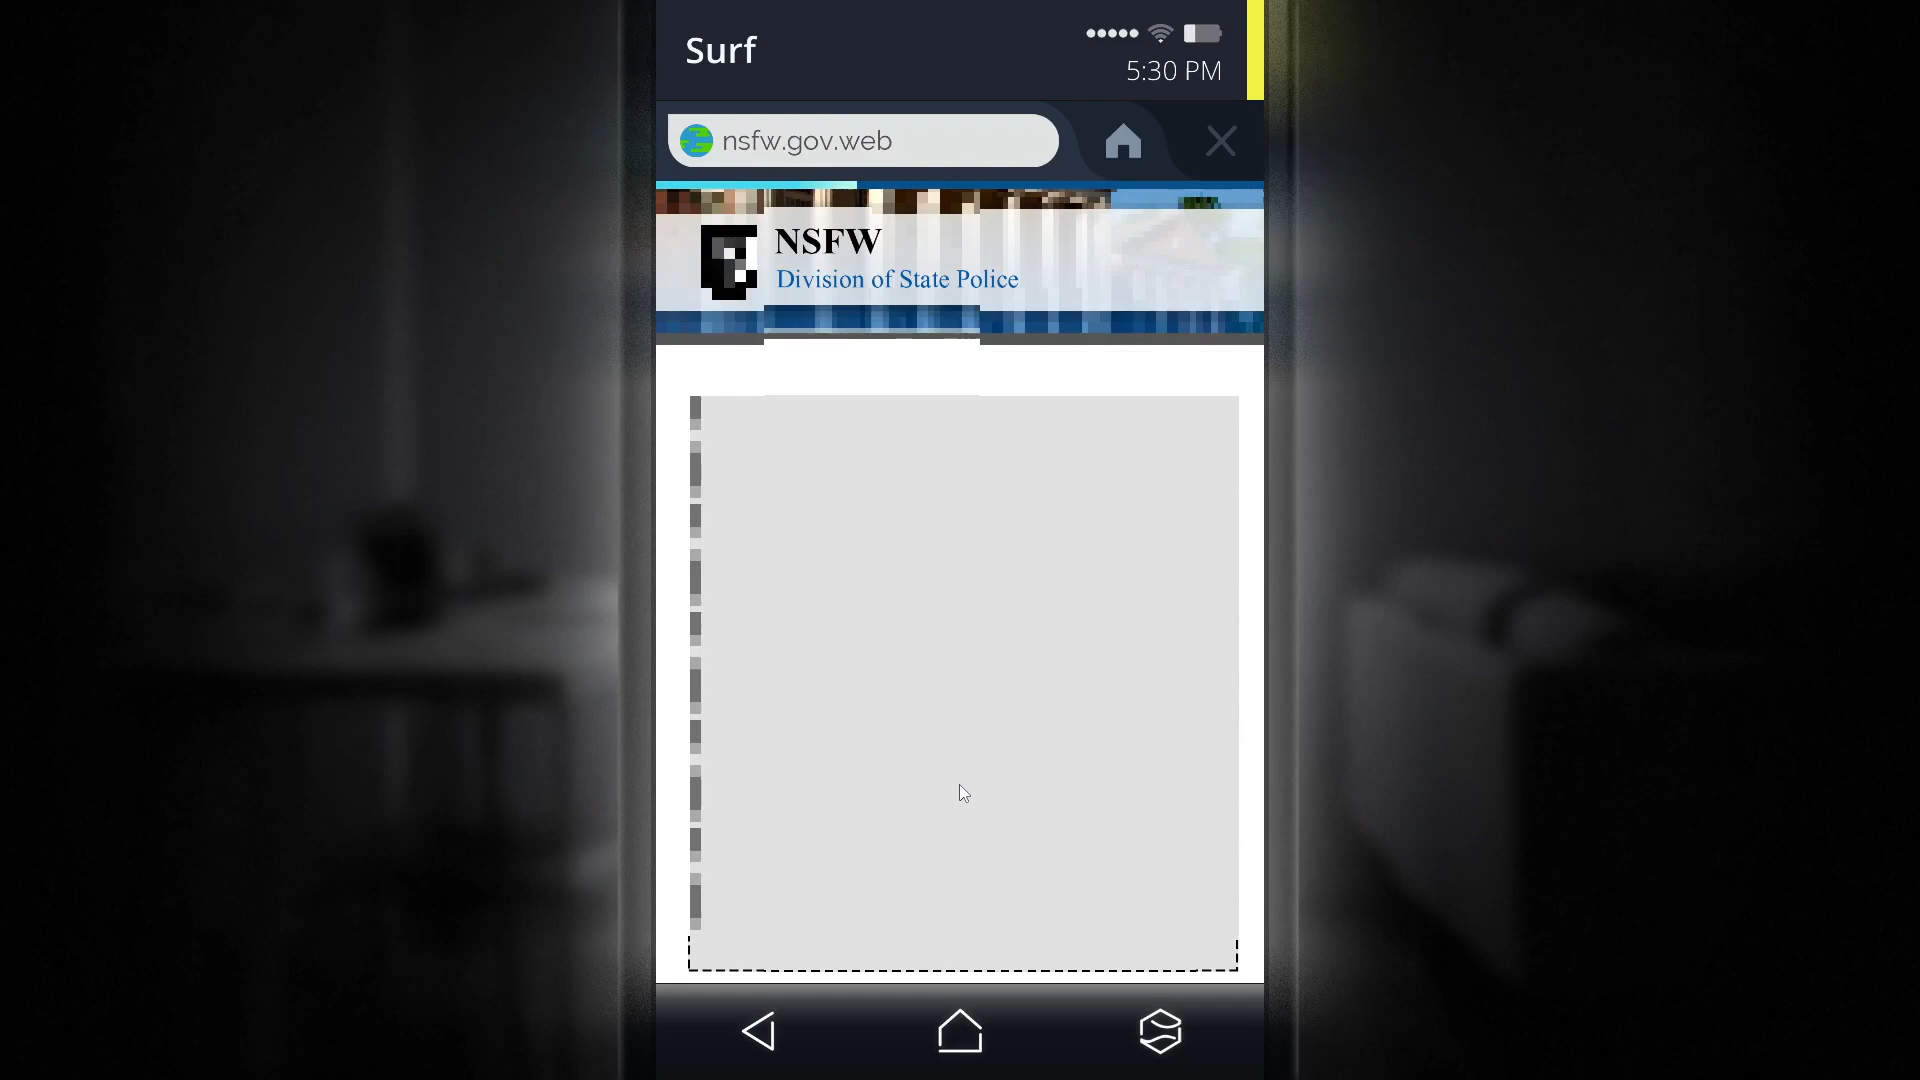 Surf
5:30 PM
nsfw.gov.web
NSFW
Division of State Police